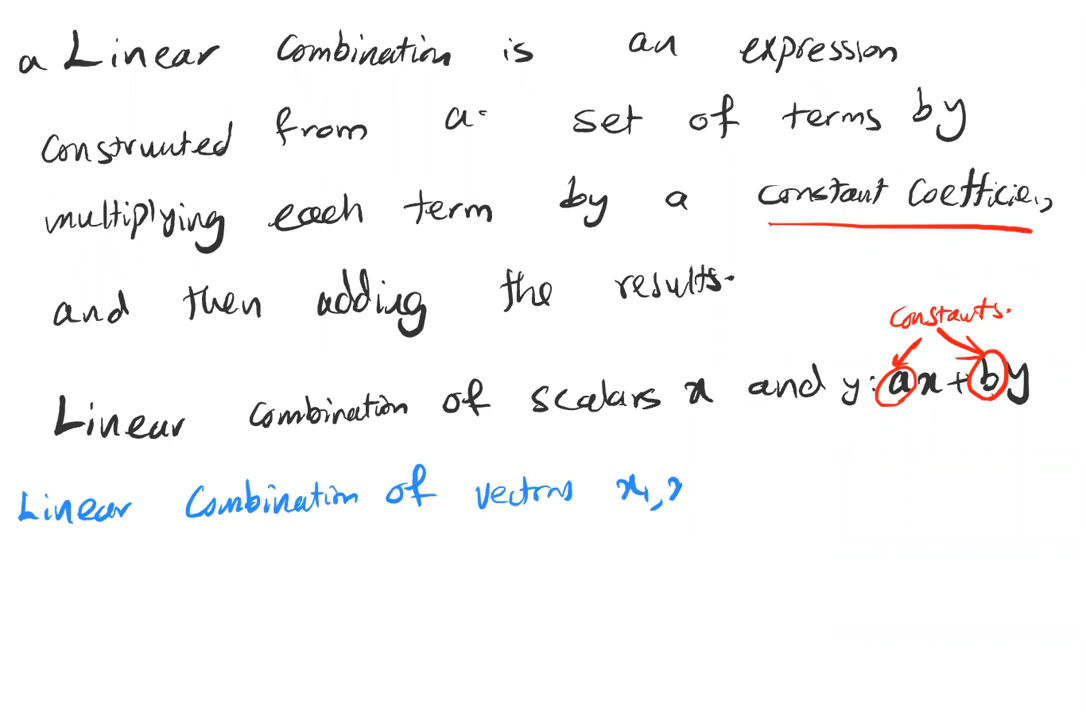 a Linear Combination is an expression
constructed from a set of terms by
multiplying each term by a constant coefficie
and then adding the results.
constants.
Linear combination of scalars x and y: ax+by
Linear Combination of vectors x₁,